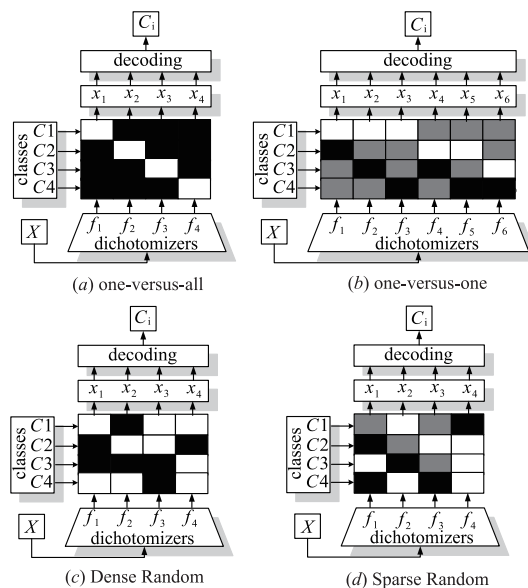 C_i
decoding
x_1 x_2 x_3 x_4
classes
C1
C2
C3
C4
f_1 f_2 f_3 f_4
X
dichotomizers
(a) one-versus-all
C_i
decoding
x_1 x_2 x_3 x_4 x_5 x_6
classes
C1
C2
C3
C4
f_1 f_2 f_3 f_4 f_5 f_6
X
dichotomizers
(b) one-versus-one
C_i
decoding
x_1 x_2 x_3 x_4
classes
C1
C2
C3
C4
f_1 f_2 f_3 f_4
X
dichotomizers
(c) Dense Random
C_i
decoding
x_1 x_2 x_3 x_4
classes
C1
C2
C3
C4
f_1 f_2 f_3 f_4
X
dichotomizers
(d) Sparse Random